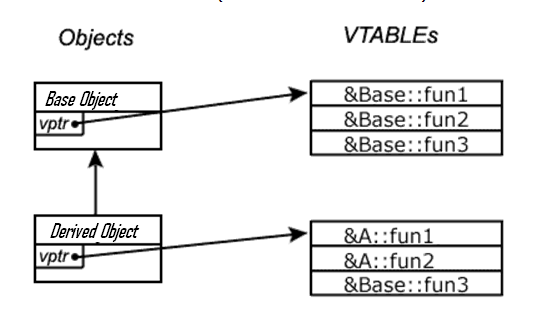 Objects
VTABLEs
Base Object
vptr
&Base::fun1
&Base::fun2
&Base::fun3
Derived Object
vptr
&A::fun1
&A::fun2
&Base::fun3